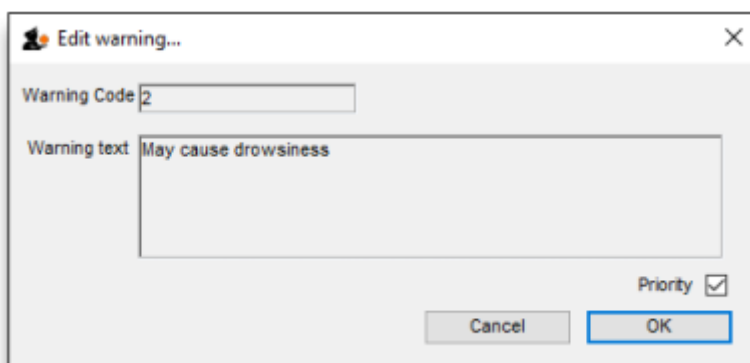 Edit warning...
Warning Code 2
Warning text May cause drowsiness
Priority
Cancel OK